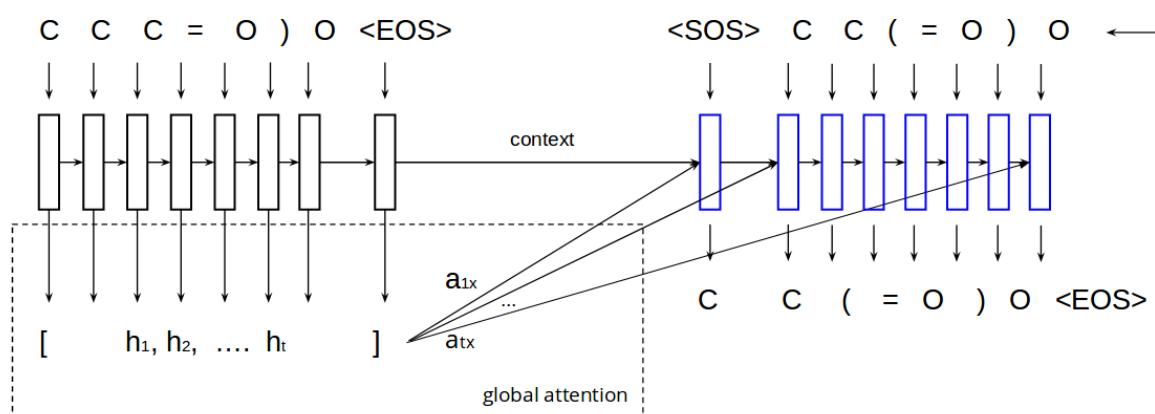 C C C = O ) O <EOS>
<SOS> C C ( = O ) O
context
a1x
...
C C ( = O ) O <EOS>
[ h1, h2, .... ht ]
atx
global attention